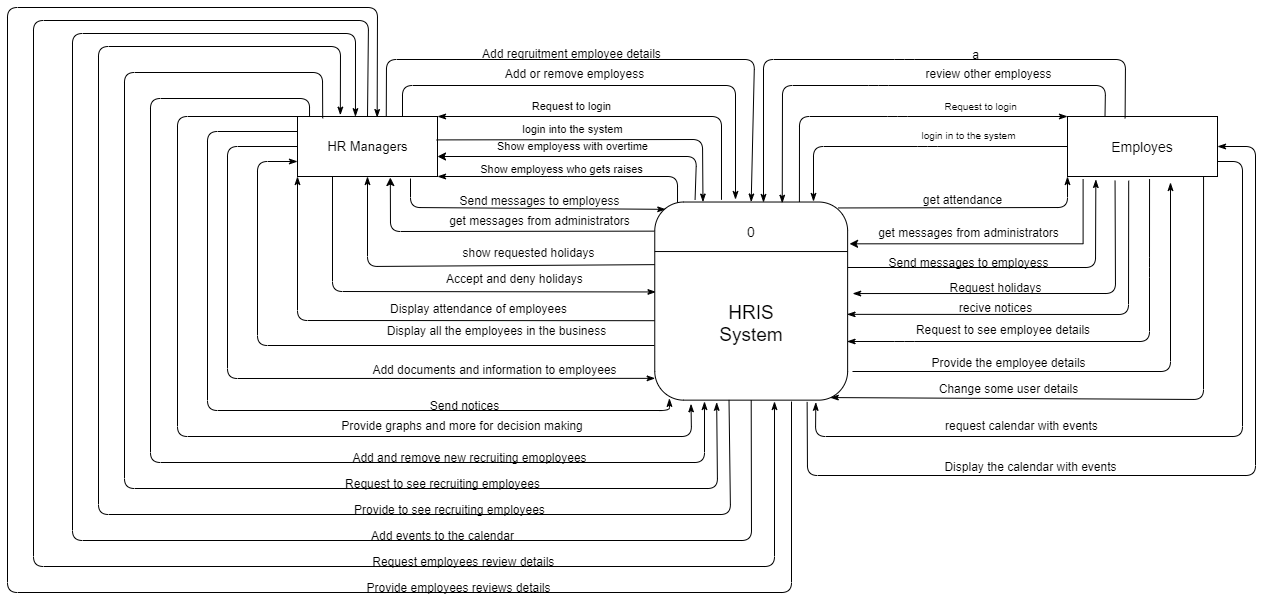 Add reqruitment employee details
a
Add or remove employess
review other employess
Request to login
Request to login
login into the system
login in to the system
HR Managers
Show employess with overtime
Employes
Show employess who gets raises
Send messages to employess
get attendance
get messages from administrators
0
get messages from administrators
show requested holidays
Send messages to employess
Accept and deny holidays
Request holidays
Display attendance of employees
HRIS
System
recive notices
Display all the employees in the business
Request to see employee details
Add documents and information to employees
Provide the employee details
Change some user details
Send notices
Provide graphs and more for decision making
request calendar with events
Add and remove new recruiting emoployees
Display the calendar with events
Request to see recruiting employees
Provide to see recruiting employees
Add events to the calendar
Request employees review details
Provide employees reviews details